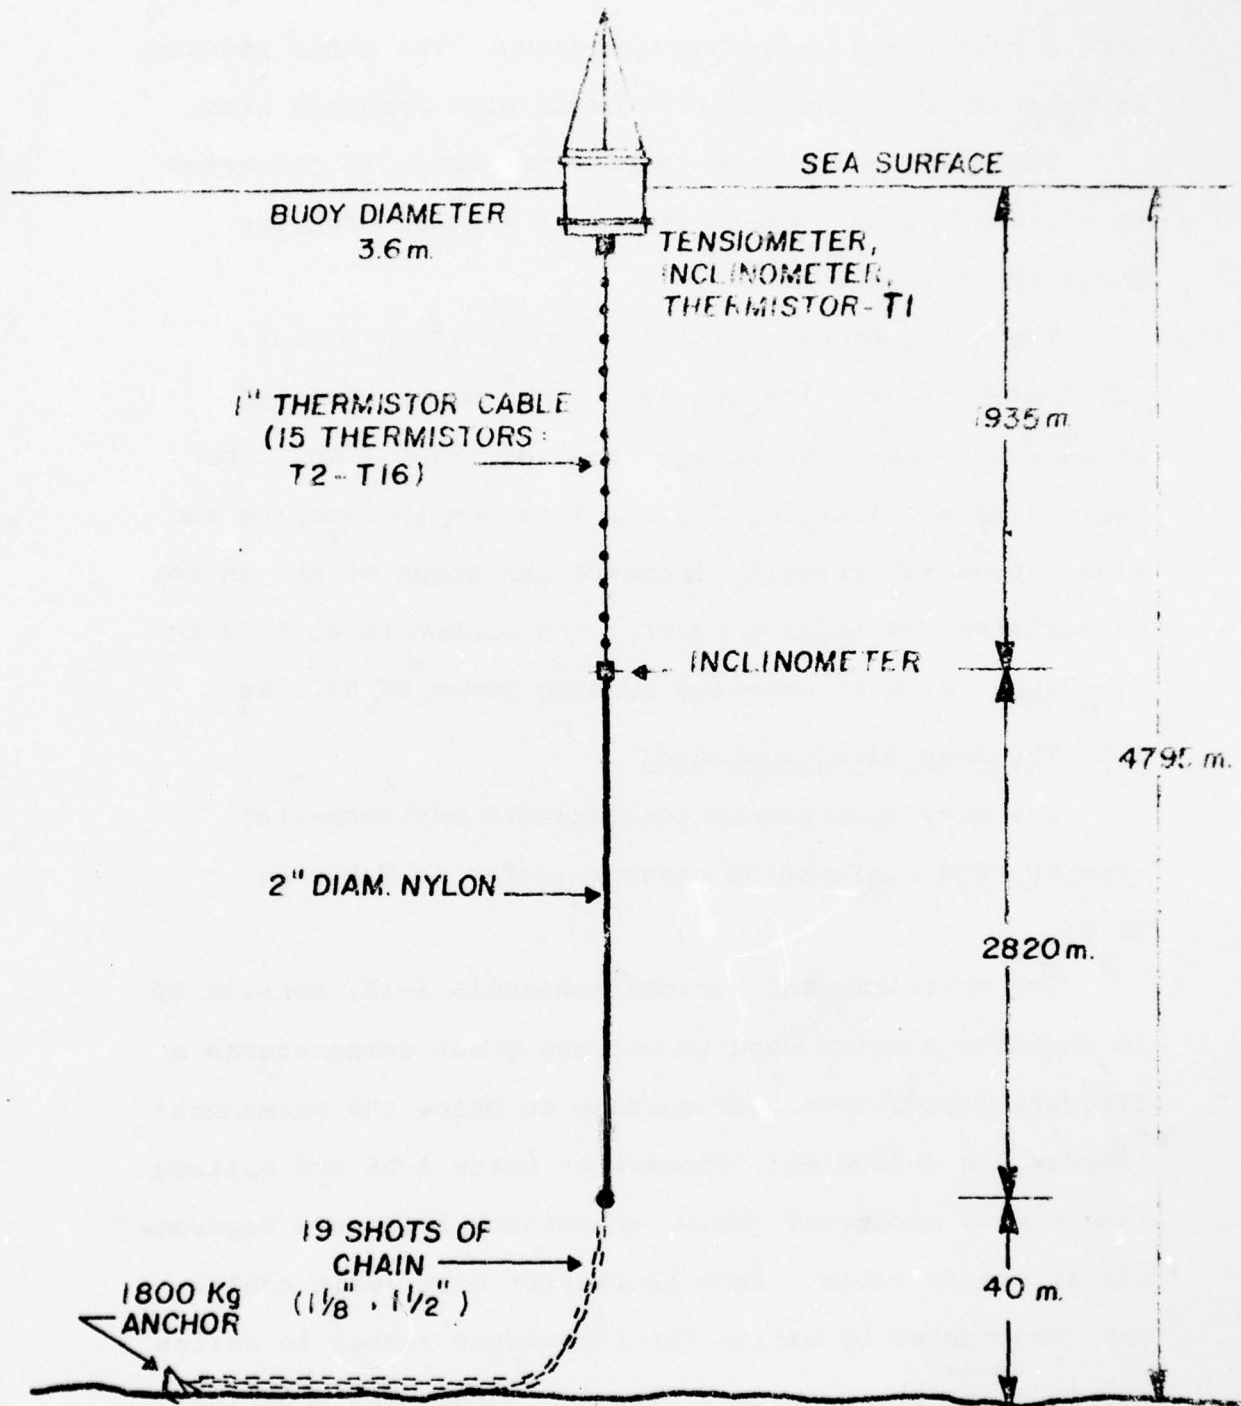 SEA SURFACE
BUOY DIAMETER
3.6 m.
TENSIOMETER,
INCLINOMETER,
THERMISTOR-T1
1" THERMISTOR CABLE
(15 THERMISTORS:
T2-T16)
1935 m.
INCLINOMETER
4795 m.
2" DIAM. NYLON
2820 m.
19 SHOTS OF
CHAIN
(1 1/8", 1 1/2")
1800 Kg
ANCHOR
40 m.